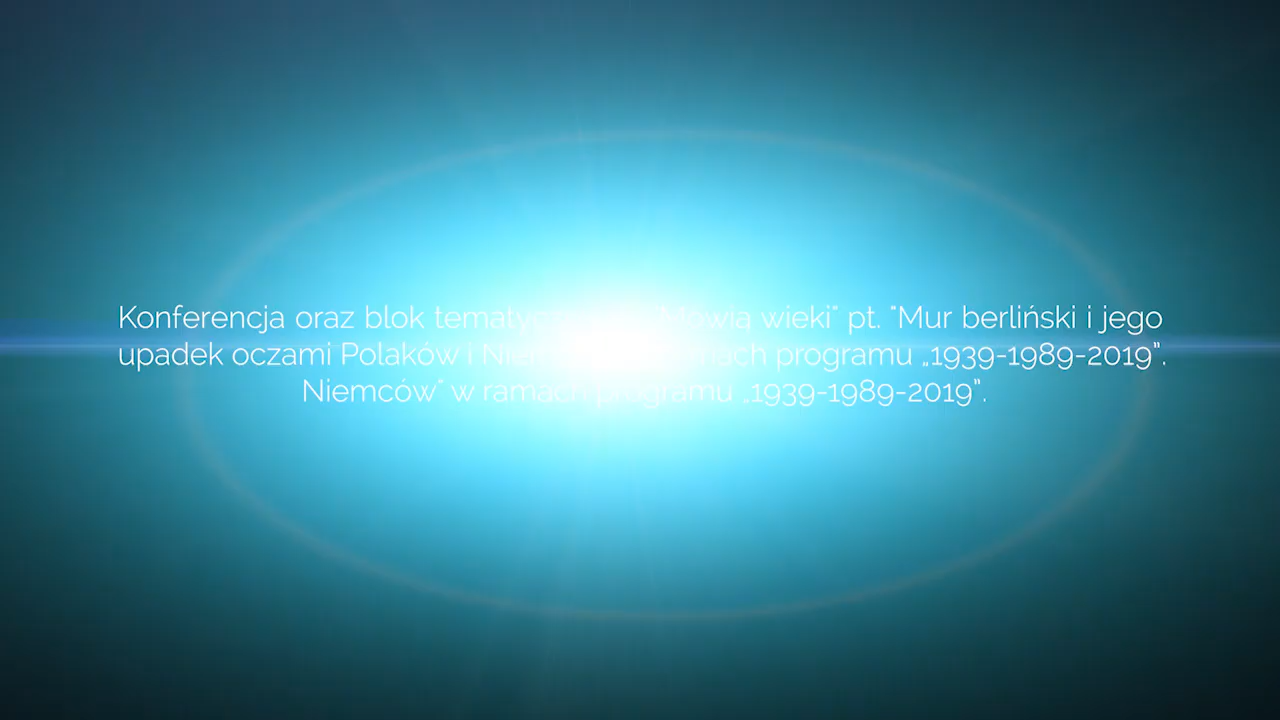 Konferencja oraz blok "Mówią wieki" pt. "Mur berliński i jego
upadek oczami Polaków i programu „1939-1989-2019”.
Niemców" w ramach programu „1939-1989-2019”.